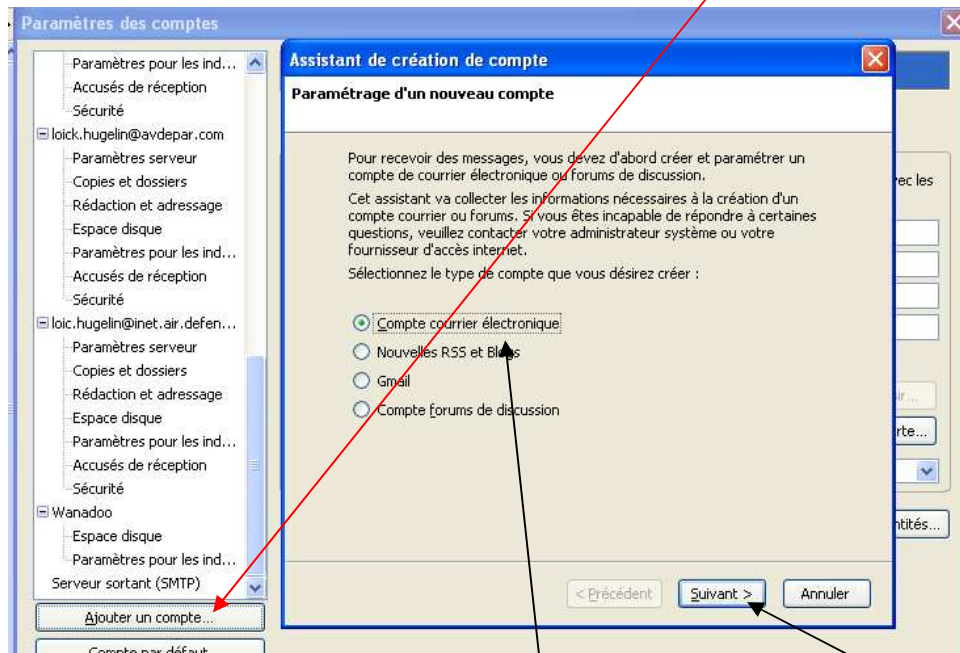 Paramètres des comptes
Paramètres pour les ind...
Accusés de réception
Sécurité
loick.hugelin@avdepar.com
Paramètres serveur
Copies et dossiers
Rédaction et adressage
Espace disque
Paramètres pour les ind...
Accusés de réception
Sécurité
loic.hugelin@inet.air.defen...
Paramètres serveur
Copies et dossiers
Rédaction et adressage
Espace disque
Paramètres pour les ind...
Accusés de réception
Sécurité
Wanadoo
Espace disque
Paramètres pour les ind...
Serveur sortant (SMTP)
Ajouter un compte...
Compte par défaut
Assistant de création de compte
Paramétrage d'un nouveau compte
Pour recevoir des messages, vous devez d'abord créer et paramétrer un
compte de courrier électronique ou forums de discussion.
Cet assistant va collecter les informations nécessaires à la création d'un
compte courrier ou forums. Si vous êtes incapable de répondre à certaines
questions, veuillez contacter votre administrateur système ou votre
fournisseur d'accès internet.
Sélectionnez le type de compte que vous désirez créer :
Compte courrier électronique
Nouvelles RSS et Blogs
Gmail
Compte forums de discussion
< Précédent
Suivant >
Annuler
ec les
rte...
ntités...